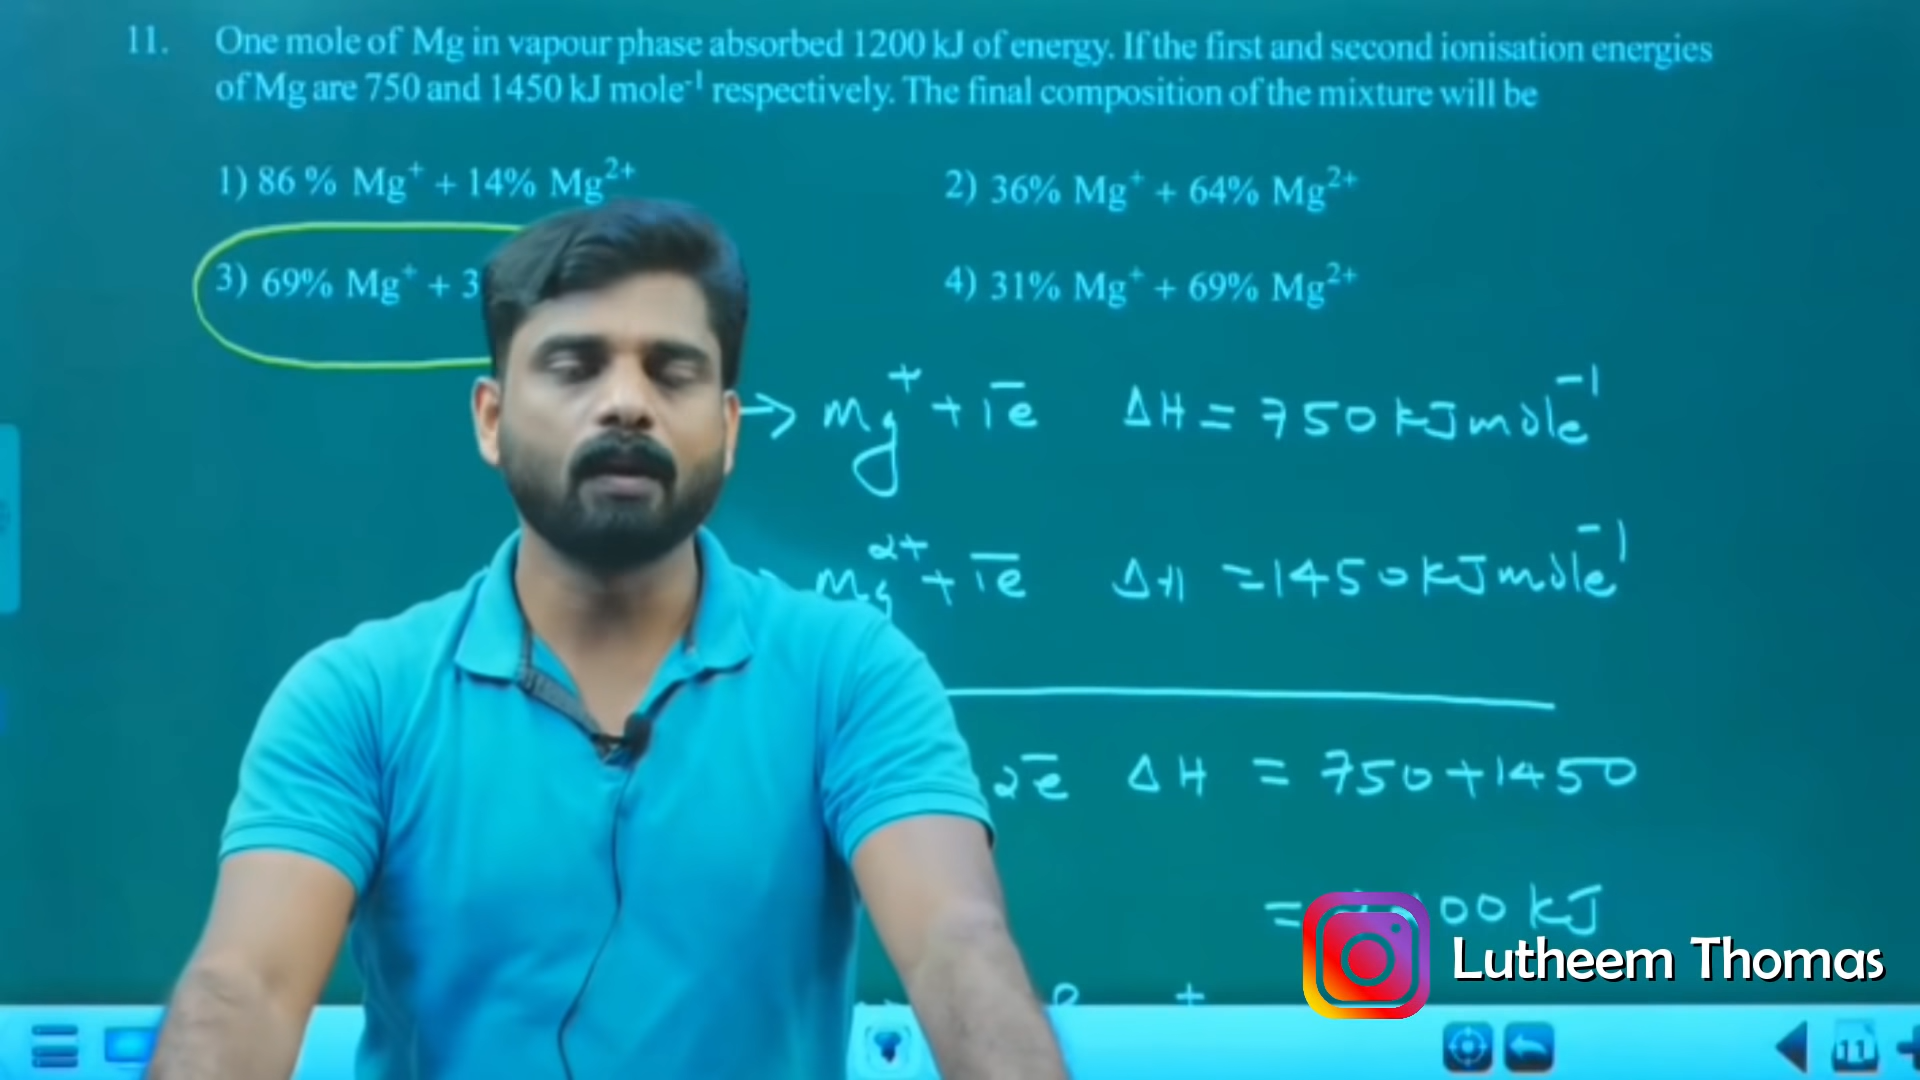 11. One mole of Mg in vapour phase absorbed 1200 kJ of energy. If the first and second ionisation energies
of Mg are 750 and 1450 kJ mole⁻¹ respectively. The final composition of the mixture will be
1) 86 % Mg⁺ + 14% Mg²⁺
2) 36% Mg⁺ + 64% Mg²⁺
3) 69% Mg⁺ + 3
4) 31% Mg⁺ + 69% Mg²⁺
→ Mg⁺ + 1e⁻ ΔH = 750 kJ mole⁻¹
Mg²⁺ + 1e⁻ ΔH = 1450 kJ mole⁻¹
2e⁻ ΔH = 750+1450
= 00 kJ
Lutheem Thomas
11